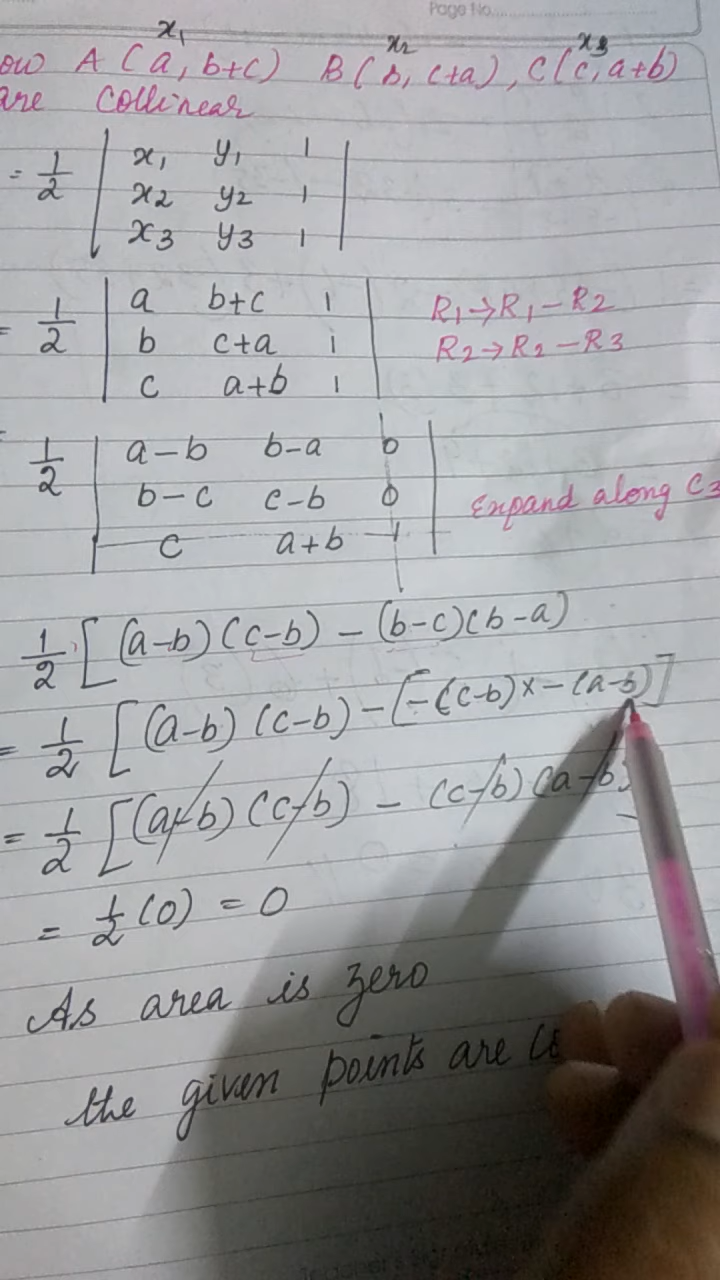 Page No.
x₁ x₂ x₃
ow A (a, b+c) B(b, c+a), C(c, a+b)
are collinear
= 1/2 | x₁ y₁ 1 |
| x₂ y₂ 1 |
| x₃ y₃ 1 |
= 1/2 | a b+c 1 | R₁→R₁−R₂
| b c+a 1 | R₂→R₂−R₃
| c a+b 1 |
1/2 | a−b b−a 0 |
| b−c c−b 0 | Expand along C₃
| c a+b 1 |
1/2 [ (a−b) (c−b) − (b−c)(b−a)
= 1/2 [ (a−b) (c−b) − [−(c−b) × −(a−b)]
= 1/2 [(a−b) (c−b) − (c−b) (a−b)
= 1/2 (0) = 0
As area is zero
the given points are